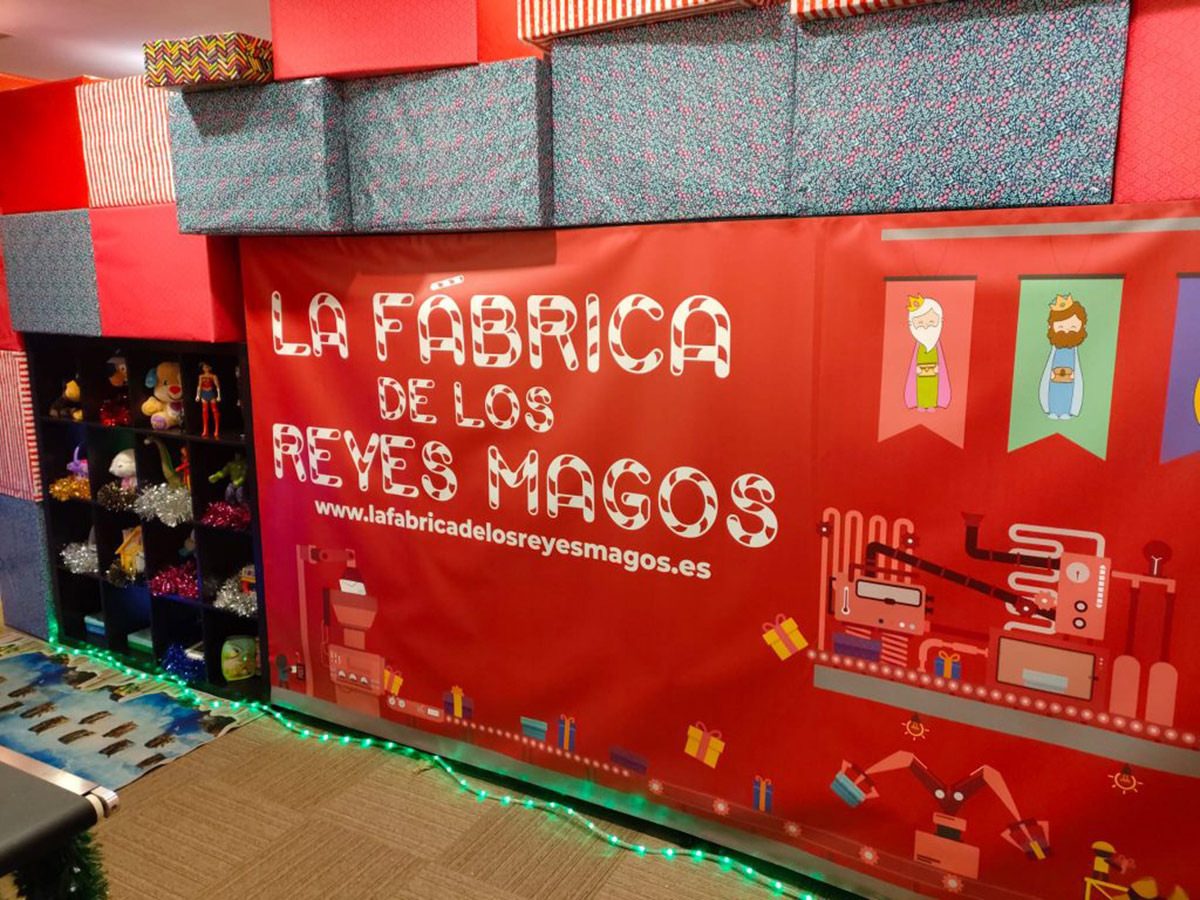 LA FÁBRICA
DE LOS
REYES MAGOS
www.lafabricadelosreyesmagos.es